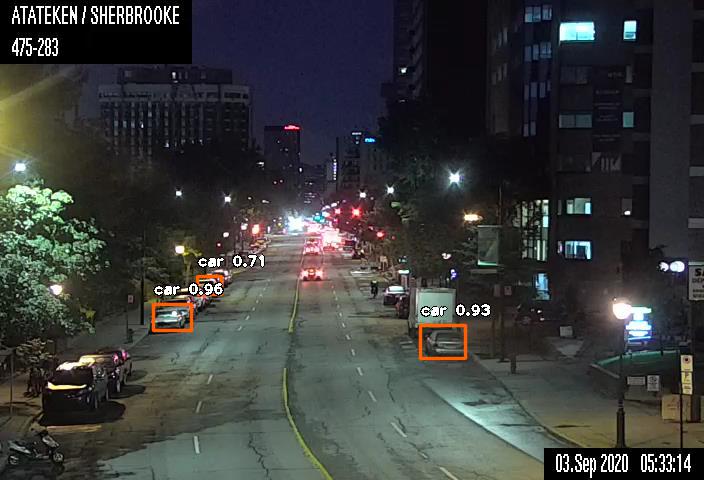 ATATEKEN / SHERBROOKE
475-283
car 0.71
car 0.96
car 0.93
03.Sep 2020 05:33:14